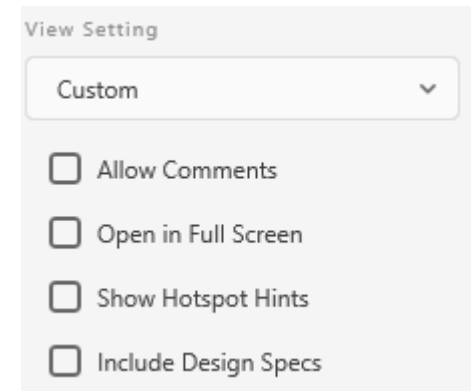 View Setting
Custom
Allow Comments
Open in Full Screen
Show Hotspot Hints
Include Design Specs